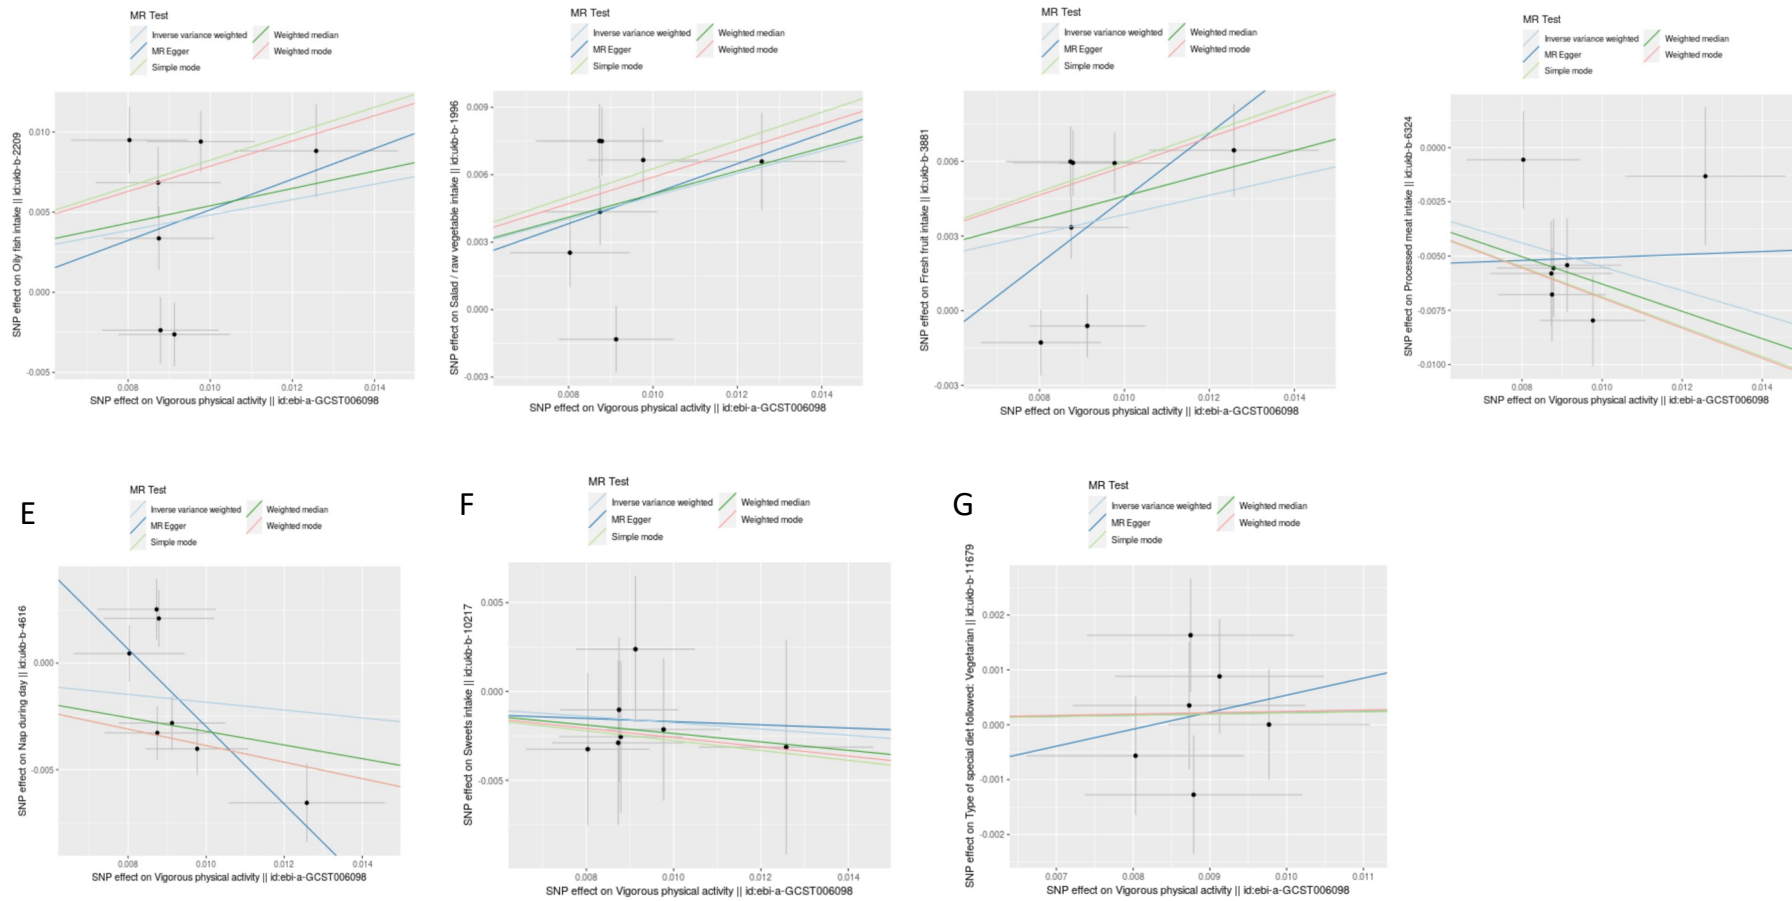 MR Test
Inverse variance weighted
Weighted median
MR Egger
Weighted mode
Simple mode
SNP effect on Oily fish intake || id:ukb-b-2209
0.010
0.005
0.000
-0.005
0.008
0.010
0.012
0.014
SNP effect on Vigorous physical activity || id:ebi-a-GCST006098
MR Test
Inverse variance weighted
Weighted median
MR Egger
Weighted mode
Simple mode
SNP effect on Salad / raw vegetable intake || id:ukb-b-1996
0.009
0.006
0.003
0.000
-0.003
0.008
0.010
0.012
0.014
SNP effect on Vigorous physical activity || id:ebi-a-GCST006098
MR Test
Inverse variance weighted
Weighted median
MR Egger
Weighted mode
Simple mode
SNP effect on Fresh fruit intake || id:ukb-b-3881
0.006
0.003
0.000
-0.003
0.008
0.010
0.012
0.014
SNP effect on Vigorous physical activity || id:ebi-a-GCST006098
MR Test
Inverse variance weighted
Weighted median
MR Egger
Weighted mode
Simple mode
SNP effect on Processed meat intake || id:ukb-b-6324
0.0000
-0.0025
-0.0050
-0.0075
-0.0100
0.008
0.010
0.012
0.014
SNP effect on Vigorous physical activity || id:ebi-a-GCST006098
E
MR Test
Inverse variance weighted
Weighted median
MR Egger
Weighted mode
Simple mode
SNP effect on Nap during day || id:ukb-b-4616
0.000
-0.005
0.008
0.010
0.012
0.014
SNP effect on Vigorous physical activity || id:ebi-a-GCST006098
F
MR Test
Inverse variance weighted
Weighted median
MR Egger
Weighted mode
Simple mode
SNP effect on Sweets intake || id:ukb-b-10217
0.005
0.000
-0.005
0.008
0.010
0.012
0.014
SNP effect on Vigorous physical activity || id:ebi-a-GCST006098
G
MR Test
Inverse variance weighted
Weighted median
MR Egger
Weighted mode
Simple mode
SNP effect on Type of special diet followed: Vegetarian || id:ukb-b-11679
0.002
0.001
0.000
-0.001
-0.002
0.007
0.008
0.009
0.010
0.011
SNP effect on Vigorous physical activity || id:ebi-a-GCST006098